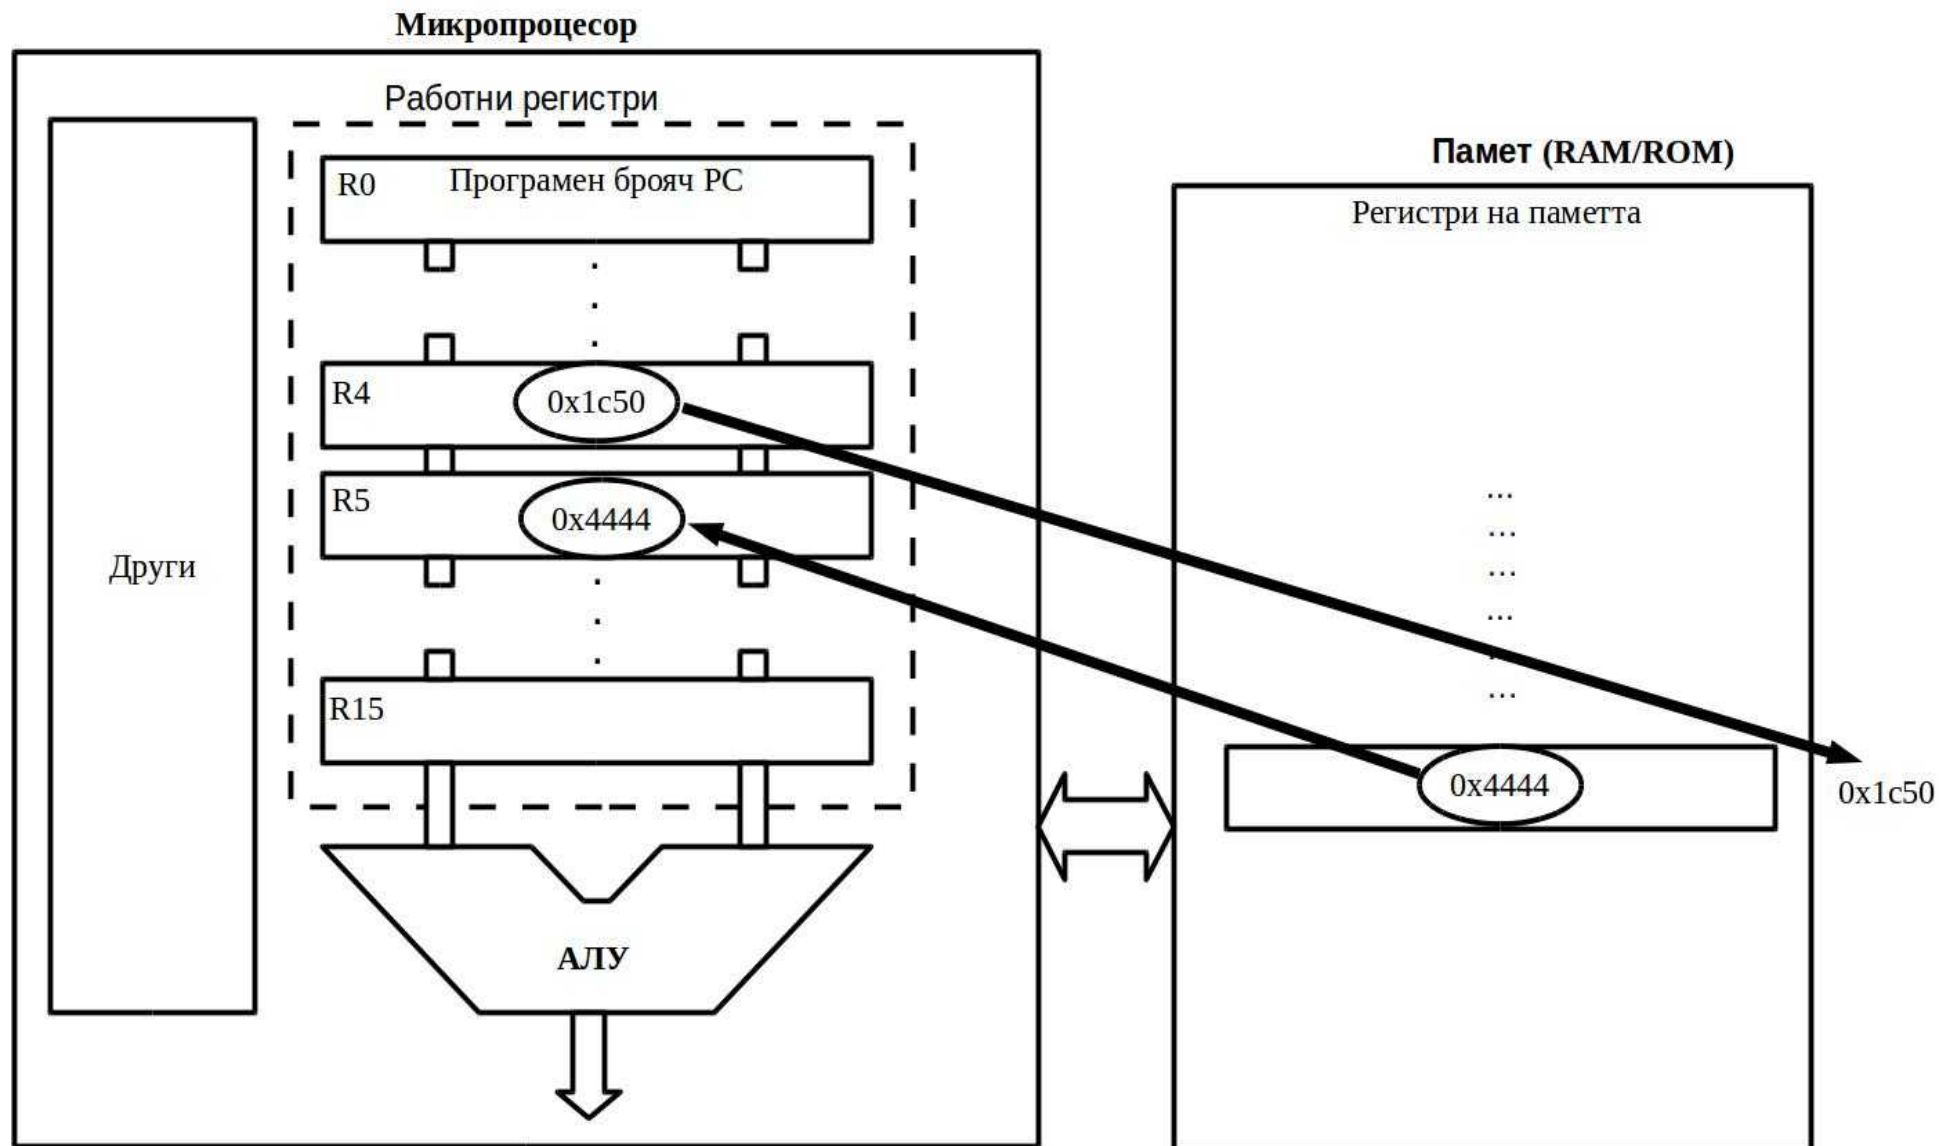 Микропроцесор
Работни регистри
R0
Програмен брояч PC
.
.
.
R4
0x1c50
R5
0x4444
.
.
.
R15
Други
АЛУ
Памет (RAM/ROM)
Регистри на паметта
...
...
...
...
...
0x4444
0x1c50